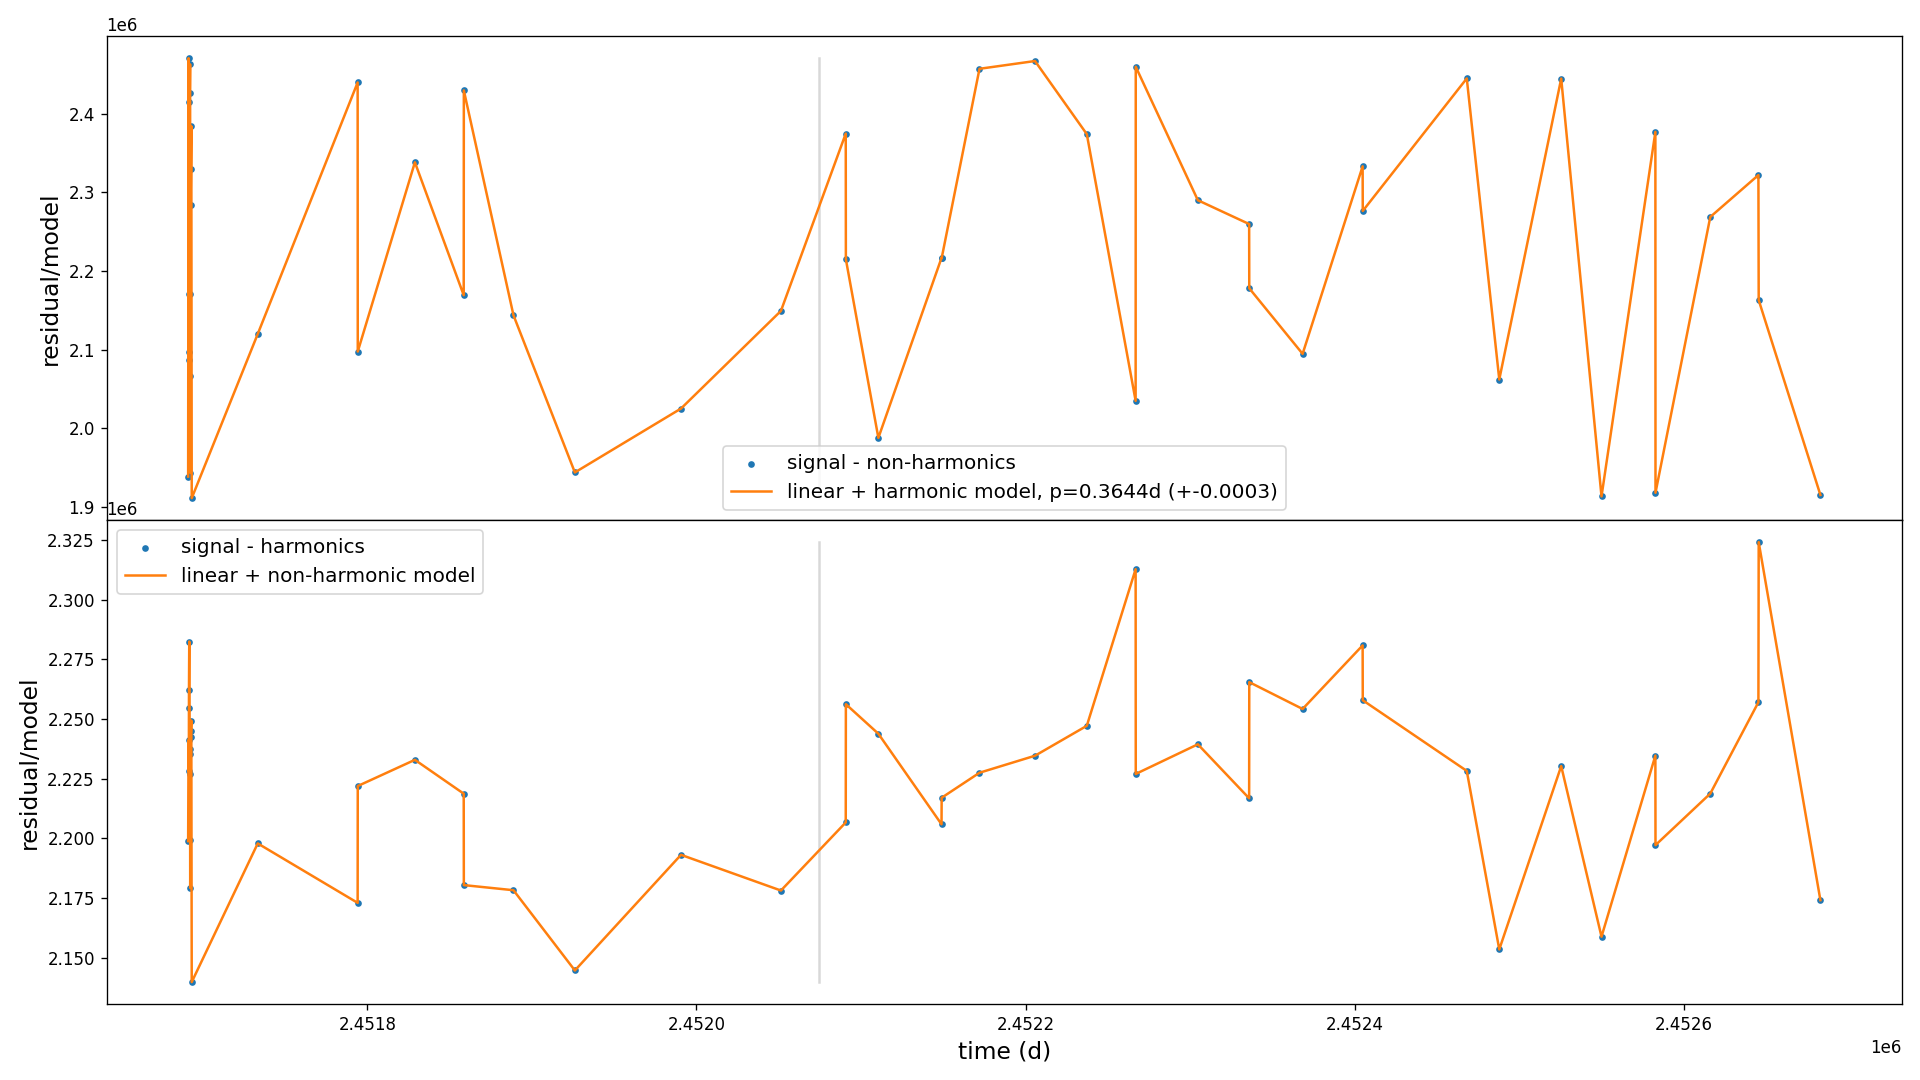 1e6
2.4
2.3
2.2
2.1
2.0
1.9
residual/model
signal - non-harmonics
linear + harmonic model, p=0.3644d (+-0.0003)
1e6
2.325
2.300
2.275
2.250
2.225
2.200
2.175
2.150
residual/model
signal - harmonics
linear + non-harmonic model
2.4518
2.4520
2.4522
2.4524
2.4526
time (d)
1e6